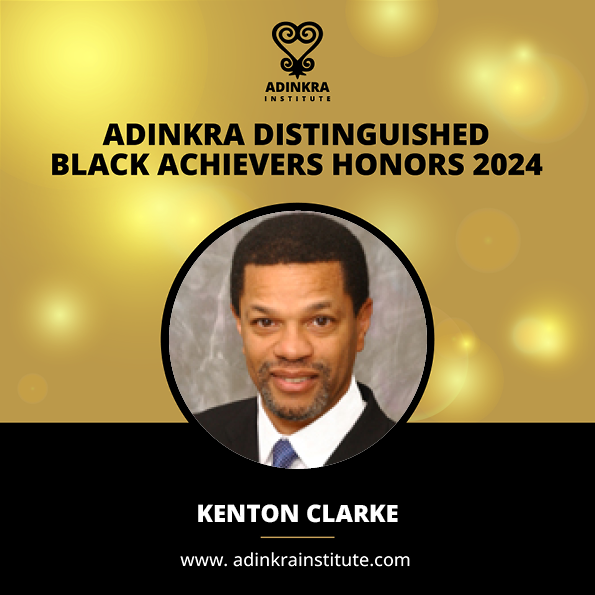 ADINKRA
INSTITUTE
ADINKRA DISTINGUISHED
BLACK ACHIEVERS HONORS 2024
KENTON CLARKE
www. adinkrainstitute.com